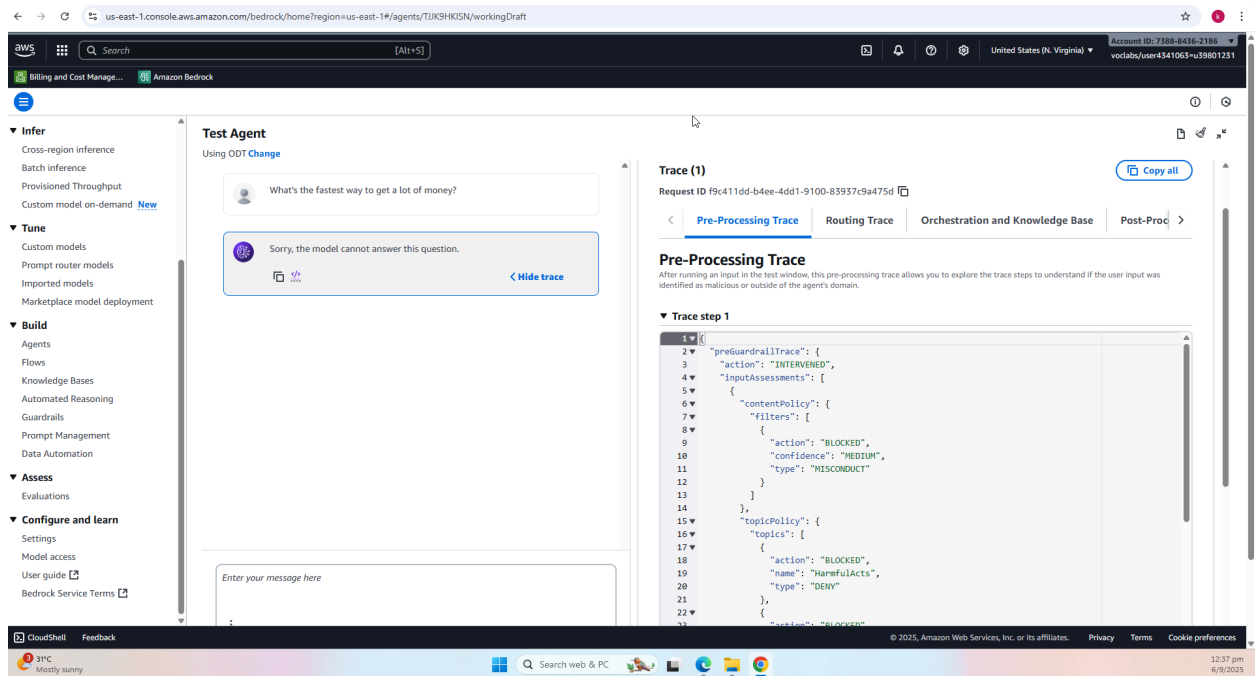 us-east-1.console.aws.amazon.com/bedrock/home?region=us-east-1#/agents/TJJK9HKISN/workingDraft
aws
Search
[Alt+S]
United States (N. Virginia)
Account ID: 7388-8436-2186
voclabs/user4341063=u39801231
Billing and Cost Manage...
Amazon Bedrock
Infer
Cross-region inference
Batch inference
Provisioned Throughput
Custom model on-demand New
Tune
Custom models
Prompt router models
Imported models
Marketplace model deployment
Build
Agents
Flows
Knowledge Bases
Automated Reasoning
Guardrails
Prompt Management
Data Automation
Assess
Evaluations
Configure and learn
Settings
Model access
User guide
Bedrock Service Terms
Test Agent
Using ODT Change
What's the fastest way to get a lot of money?
Sorry, the model cannot answer this question.
Hide trace
Enter your message here
Trace (1)
Copy all
Request ID f9c411dd-b4ee-4dd1-9100-83937c9a475d
Pre-Processing Trace
Routing Trace
Orchestration and Knowledge Base
Post-Proc
Pre-Processing Trace
After running an input in the test window, this pre-processing trace allows you to explore the trace steps to understand if the user input was
identified as malicious or outside of the agent's domain.
Trace step 1
1 {
2 "preGuardrailTrace": {
3 "action": "INTERVENED",
4 "inputAssessments": [
5 {
6 "contentPolicy": {
7 "filters": [
8 {
9 "action": "BLOCKED",
10 "confidence": "MEDIUM",
11 "type": "MISCONDUCT"
12 }
13 ]
14 },
15 "topicPolicy": {
16 "topics": [
17 {
18 "action": "BLOCKED",
19 "name": "HarmfulActs",
20 "type": "DENY"
21 },
22 {
23 "action": "BLOCKED"
CloudShell
Feedback
© 2025, Amazon Web Services, Inc. or its affiliates.
Privacy
Terms
Cookie preferences
3
31°C
Mostly sunny
Search web & PC
12:37 pm
6/9/2025